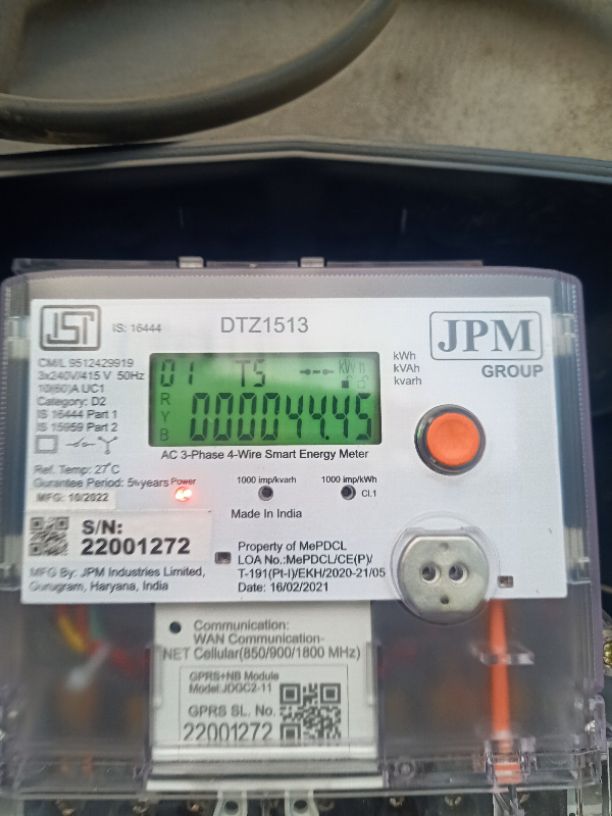 IS: 16444
DTZ1513
JPM
GROUP
CM/L 9512429919
3x240V/415 V 50Hz
10(60)A UC1
Category: D2
IS 16444 Part 1
IS 15959 Part 2
Ref. Temp: 27°C
Gurantee Period: 5½years
MFG: 10/2022
01 TS kWh
R
Y
B
000044.45
kWh
kVAh
kvarh
AC 3-Phase 4-Wire Smart Energy Meter
Power
1000 imp/kvarh
1000 imp/kWh
Cl.1
Made In India
S/N:
22001272
MFG By: JPM Industries Limited,
Gurugram, Haryana, India
Property of MePDCL
LOA No.:MePDCL/CE(P)/
T-191(Pt-I)/EKH/2020-21/05
Date: 16/02/2021
Communication:
WAN Communication-
NET Cellular(850/900/1800 MHz)
GPRS+NB Module
Model:JDGC2-11
GPRS SL. No.
22001272